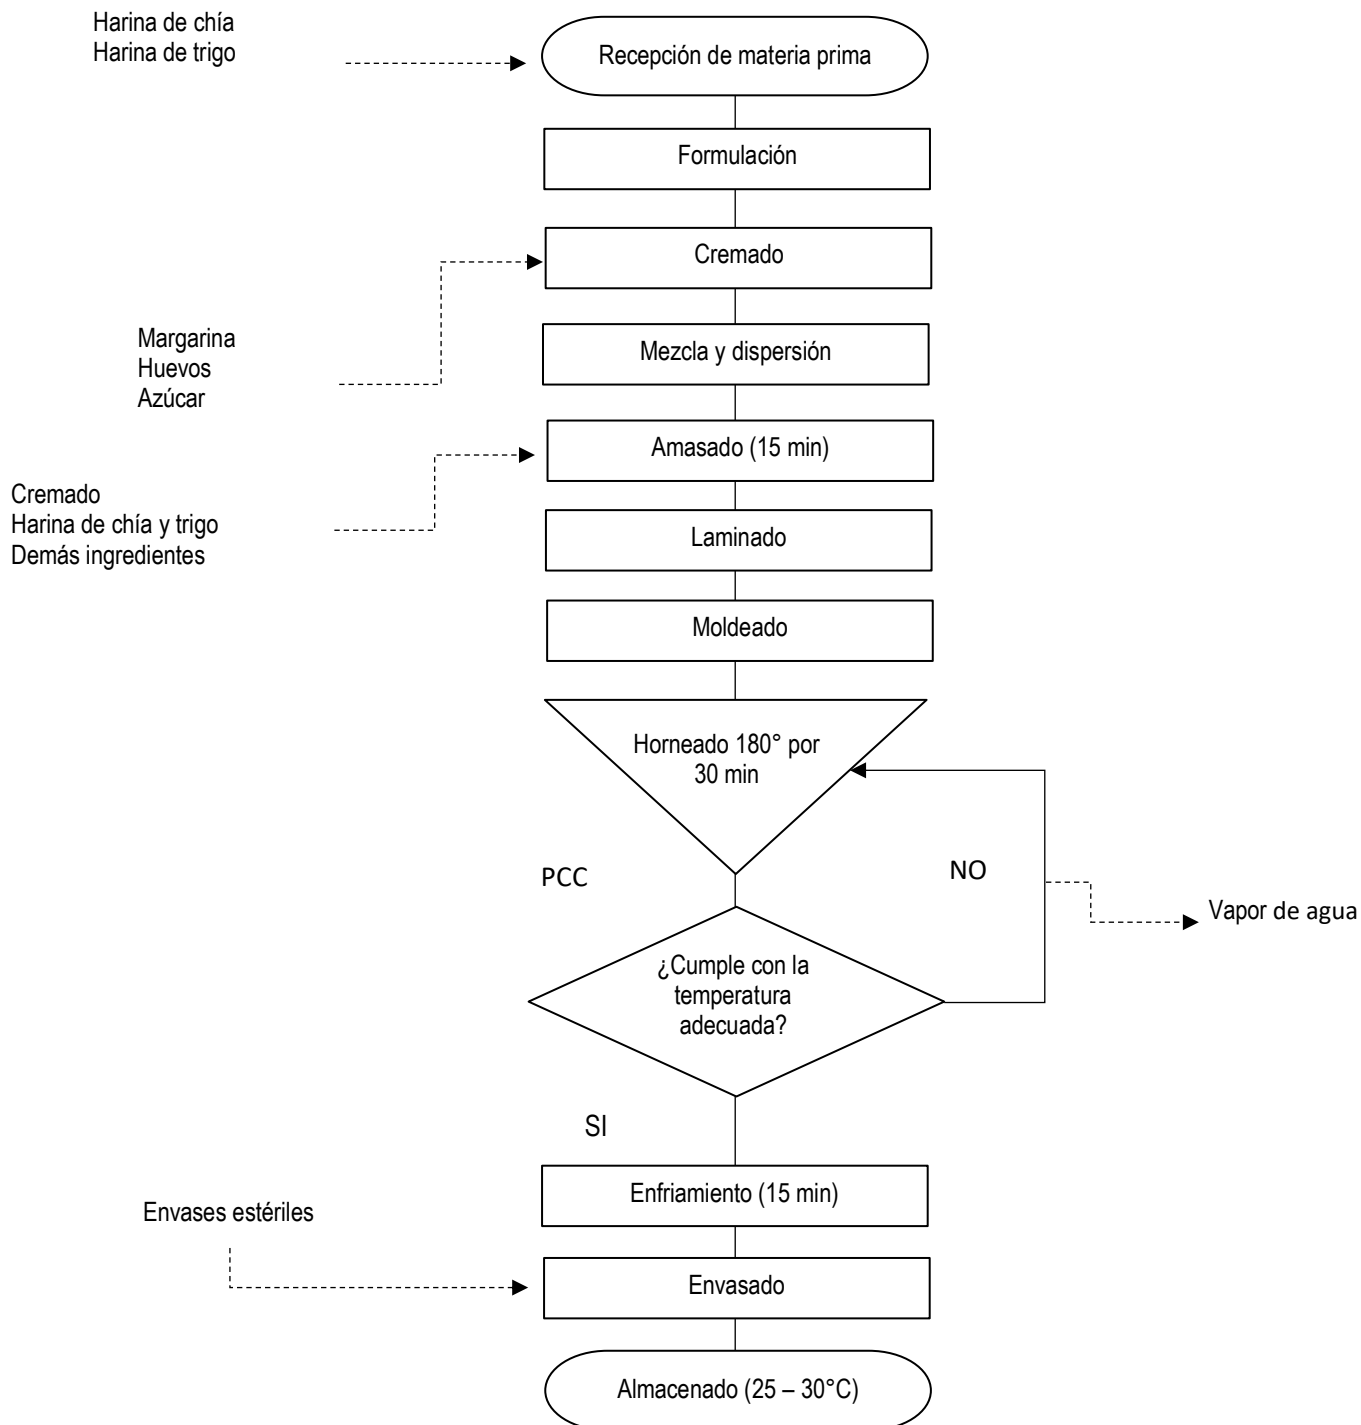 Harina de chía
Harina de trigo
Recepción de materia prima
Formulación
Cremado
Margarina
Huevos
Azúcar
Mezcla y dispersión
Amasado (15 min)
Cremado
Harina de chía y trigo
Demás ingredientes
Laminado
Moldeado
Horneado 180° por
30 min
PCC
NO
Vapor de agua
¿Cumple con la
temperatura
adecuada?
SI
Enfriamiento (15 min)
Envases estériles
Envasado
Almacenado (25 – 30°C)